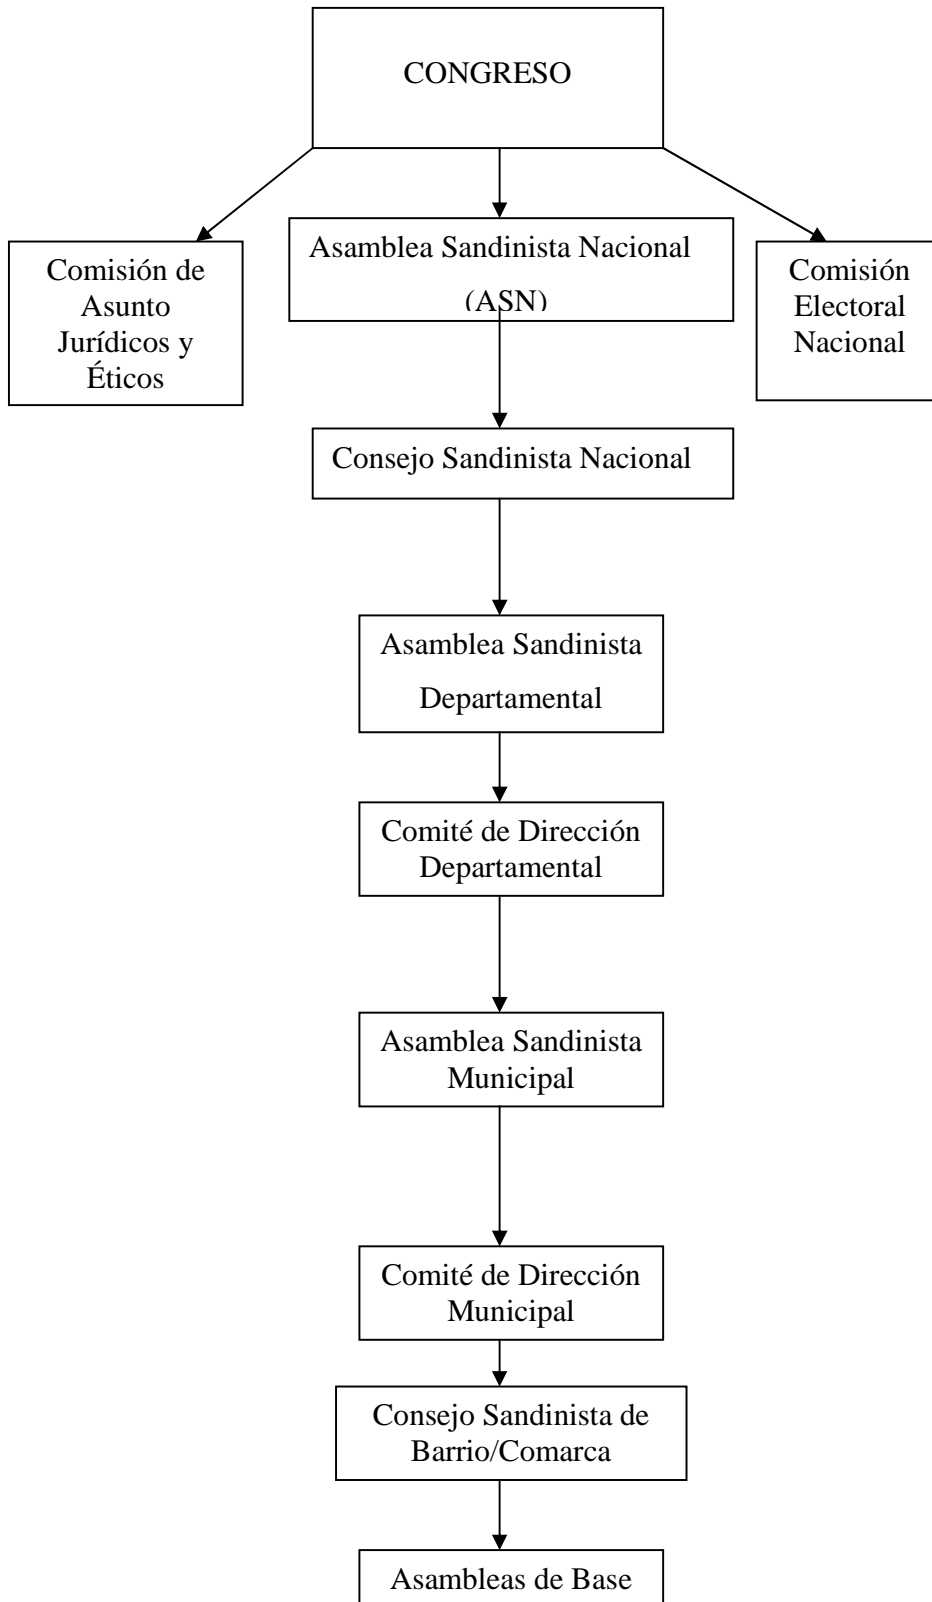 CONGRESO
Comisión de
Asunto
Jurídicos y
Éticos
Asamblea Sandinista Nacional
(ASN)
Comisión
Electoral
Nacional
Consejo Sandinista Nacional
Asamblea Sandinista
Departamental
Comité de Dirección
Departamental
Asamblea Sandinista
Municipal
Comité de Dirección
Municipal
Consejo Sandinista de
Barrio/Comarca
Asambleas de Base